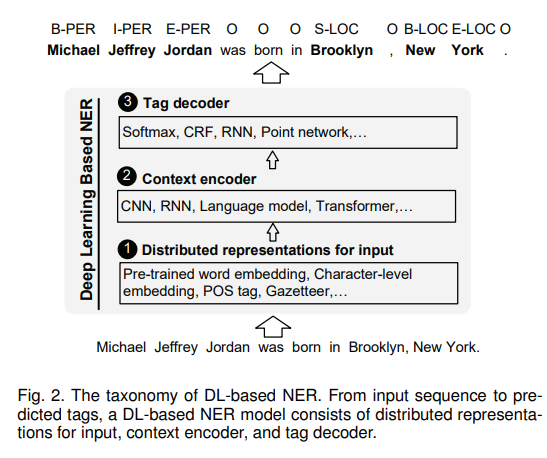 B-PER I-PER E-PER O O O S-LOC O B-LOC E-LOC O
Michael Jeffrey Jordan was born in Brooklyn , New York .
Deep Learning Based NER
3 Tag decoder
Softmax, CRF, RNN, Point network,...
2 Context encoder
CNN, RNN, Language model, Transformer,...
1 Distributed representations for input
Pre-trained word embedding, Character-level
embedding, POS tag, Gazetteer,...
Michael Jeffrey Jordan was born in Brooklyn, New York.
Fig. 2. The taxonomy of DL-based NER. From input sequence to pre-
dicted tags, a DL-based NER model consists of distributed representa-
tions for input, context encoder, and tag decoder.